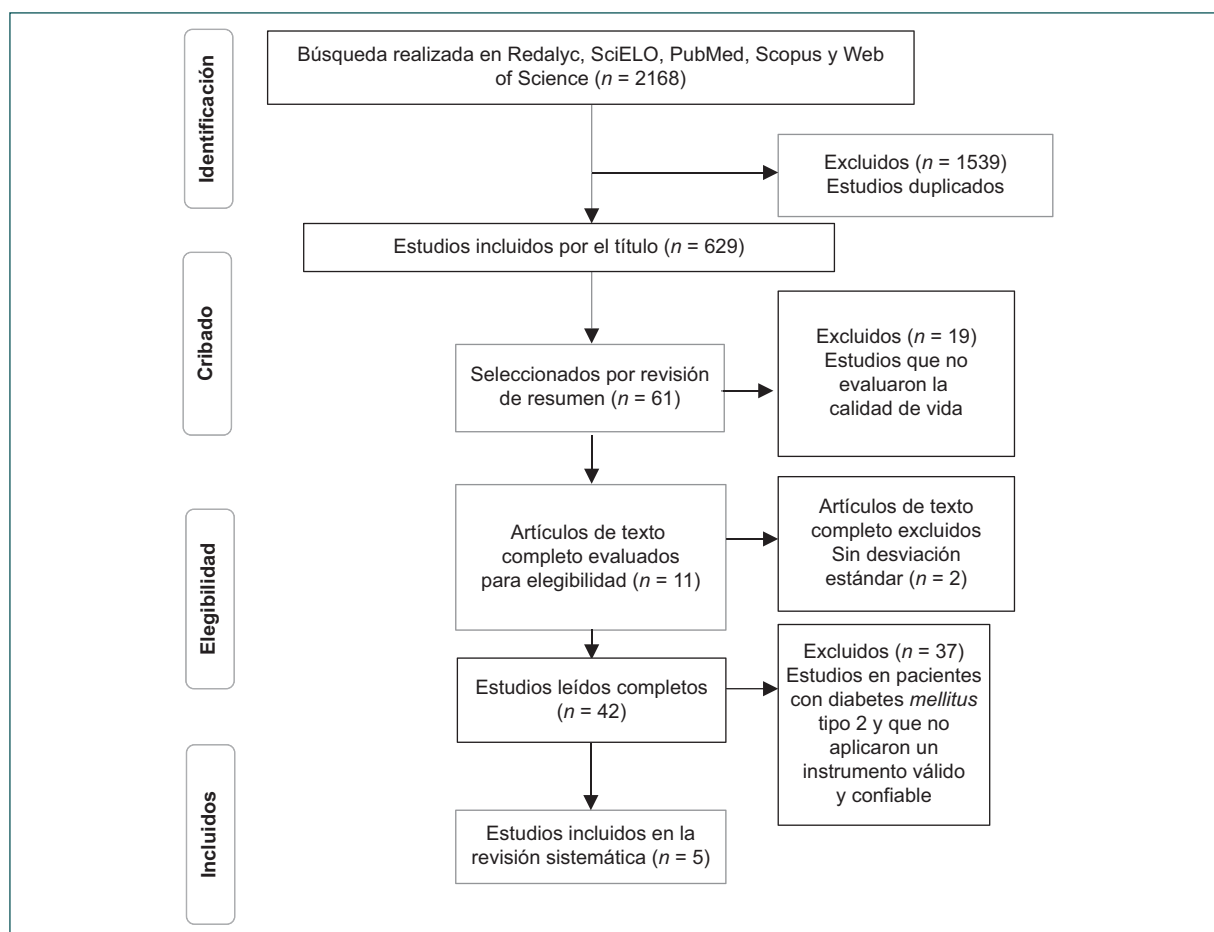 Identificación
Búsqueda realizada en Redalyc, SciELO, PubMed, Scopus y Web
of Science (n = 2168)
Excluidos (n = 1539)
Estudios duplicados
Estudios incluidos por el título (n = 629)
Cribado
Seleccionados por revisión
de resumen (n = 61)
Excluidos (n = 19)
Estudios que no
evaluaron la
calidad de vida
Elegibilidad
Artículos de texto
completo evaluados
para elegibilidad (n = 11)
Artículos de texto
completo excluidos
Sin desviación
estándar (n = 2)
Estudios leídos completos
(n = 42)
Excluidos (n = 37)
Estudios en pacientes
con diabetes mellitus
tipo 2 y que no
aplicaron un
instrumento válido
y confiable
Incluidos
Estudios incluidos en la
revisión sistemática (n = 5)